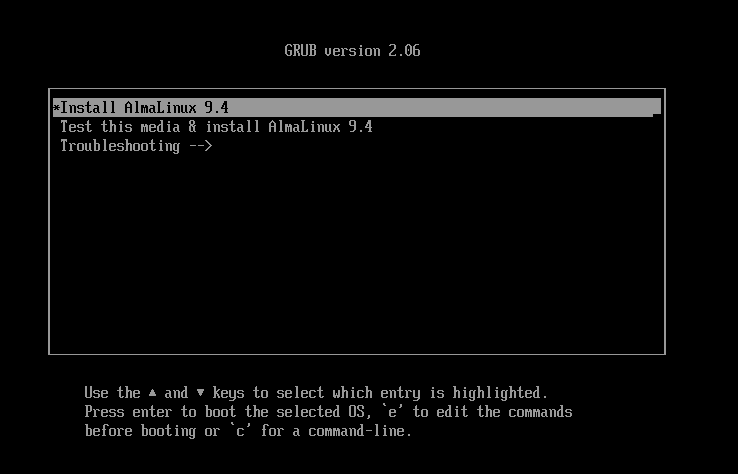 GRUB version 2.06
*Install AlmaLinux 9.4
Test this media & install AlmaLinux 9.4
Troubleshooting -->
Use the ▲ and ▼ keys to select which entry is highlighted.
Press enter to boot the selected OS, `e' to edit the commands
before booting or `c' for a command-line.